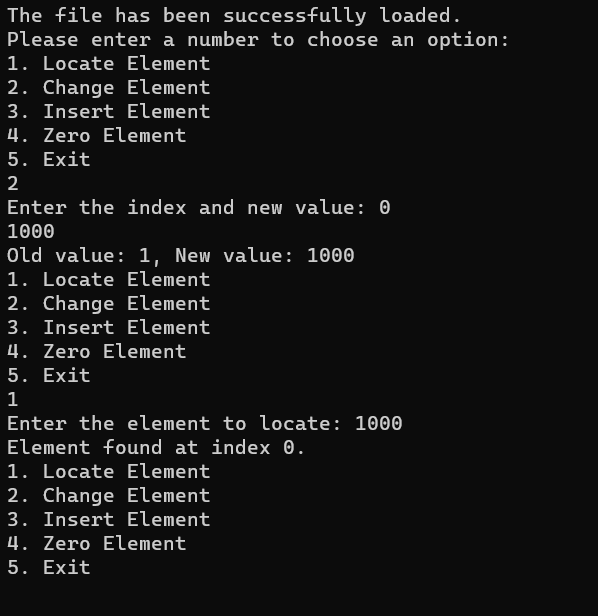 The file has been successfully loaded.
Please enter a number to choose an option:
1. Locate Element
2. Change Element
3. Insert Element
4. Zero Element
5. Exit
2
Enter the index and new value: 0
1000
Old value: 1, New value: 1000
1. Locate Element
2. Change Element
3. Insert Element
4. Zero Element
5. Exit
1
Enter the element to locate: 1000
Element found at index 0.
1. Locate Element
2. Change Element
3. Insert Element
4. Zero Element
5. Exit